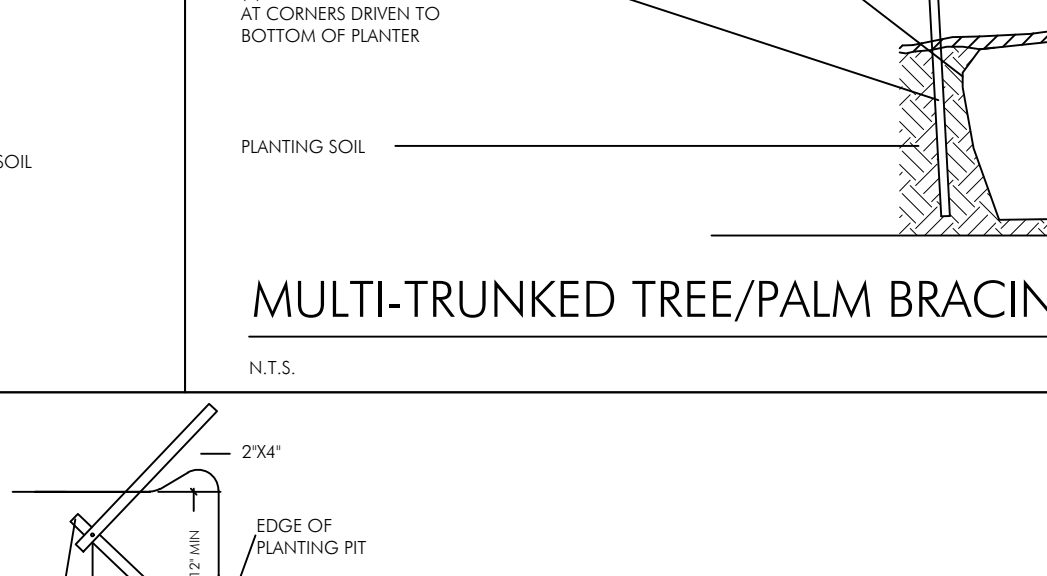 AT CORNERS DRIVEN TO
BOTTOM OF PLANTER
PLANTING SOIL
SOIL
MULTI-TRUNKED TREE/PALM
N.T.S.
2"X4"
EDGE OF
PLANTING PIT
12" MIN